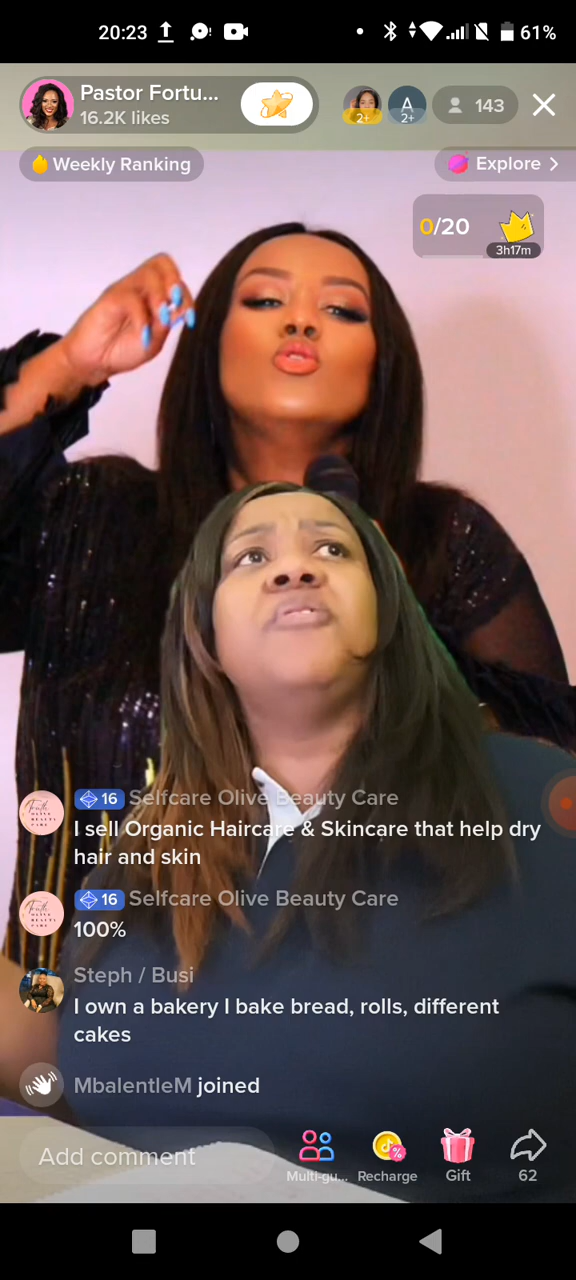 20:23
61%
Pastor Fortu...
16.2K likes
2+
A
2+
143
Weekly Ranking
Explore
0/20
3h17m
16 Selfcare Olive Beauty Care
I sell Organic Haircare & Skincare that help dry
hair and skin
16 Selfcare Olive Beauty Care
100%
Steph / Busi
I own a bakery I bake bread, rolls, different
cakes
MbalentleM joined
Add comment
Multi-gu...
Recharge
Gift
62